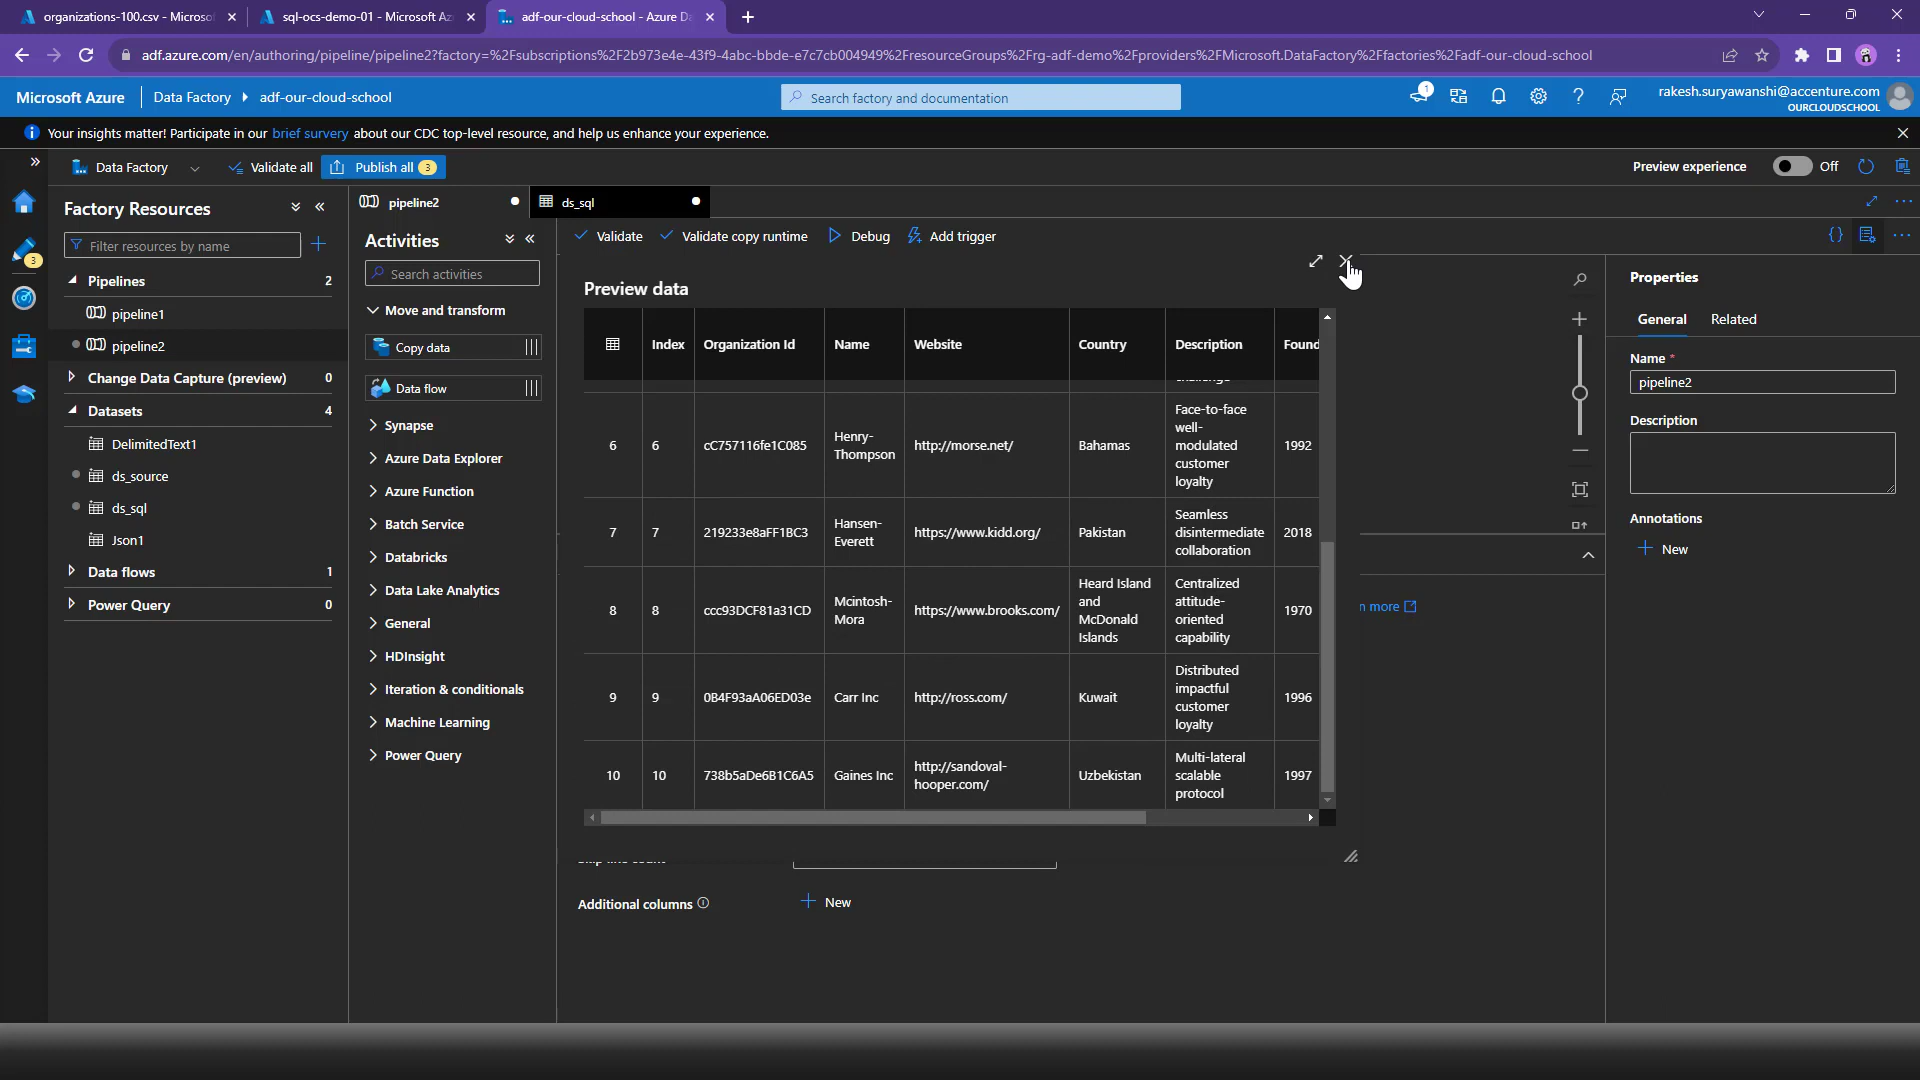 organizations-100.csv - Microsof
sql-ocs-demo-01 - Microsoft Az
adf-our-cloud-school - Azure Da
adf.azure.com/en/authoring/pipeline/pipeline2?factory=%2Fsubscriptions%2F2b973e4e-43f9-4abc-bbde-e7c7cb004949%2FresourceGroups%2Frg-adf-demo%2Fproviders%2FMicrosoft.DataFactory%2Ffactories%2Fadf-our-cloud-school
Microsoft Azure
Data Factory
adf-our-cloud-school
Search factory and documentation
1
rakesh.suryawanshi@accenture.com
OURCLOUDSCHOOL
Your insights matter! Participate in our brief survey about our CDC top-level resource, and help us enhance your experience.
Data Factory
Validate all
Publish all 3
Preview experience
Off
Factory Resources
Filter resources by name
3
Pipelines 2
pipeline1
pipeline2
Change Data Capture (preview) 0
Datasets 4
DelimitedText1
ds_source
ds_sql
Json1
Data flows 1
Power Query 0
pipeline2
ds_sql
Activities
Search activities
Move and transform
Copy data
Data flow
Synapse
Azure Data Explorer
Azure Function
Batch Service
Databricks
Data Lake Analytics
General
HDInsight
Iteration & conditionals
Machine Learning
Power Query
Validate
Validate copy runtime
Debug
Add trigger
Preview data
Index Organization Id Name Website Country Description Found
6 6 cC757116fe1C085 Henry-Thompson http://morse.net/ Bahamas Face-to-face well-modulated customer loyalty 1992
7 7 219233e8aFF1BC3 Hansen-Everett https://www.kidd.org/ Pakistan Seamless disintermediate collaboration 2018
8 8 ccc93DCF81a31CD Mcintosh-Mora https://www.brooks.com/ Heard Island and McDonald Islands Centralized attitude-oriented capability 1970
9 9 0B4F93aA06ED03e Carr Inc http://ross.com/ Kuwait Distributed impactful customer loyalty 1996
10 10 738b5aDe6B1C6A5 Gaines Inc http://sandoval-hooper.com/ Uzbekistan Multi-lateral scalable protocol 1997
Additional columns
New
n more
Properties
General
Related
Name *
pipeline2
Description
Annotations
New